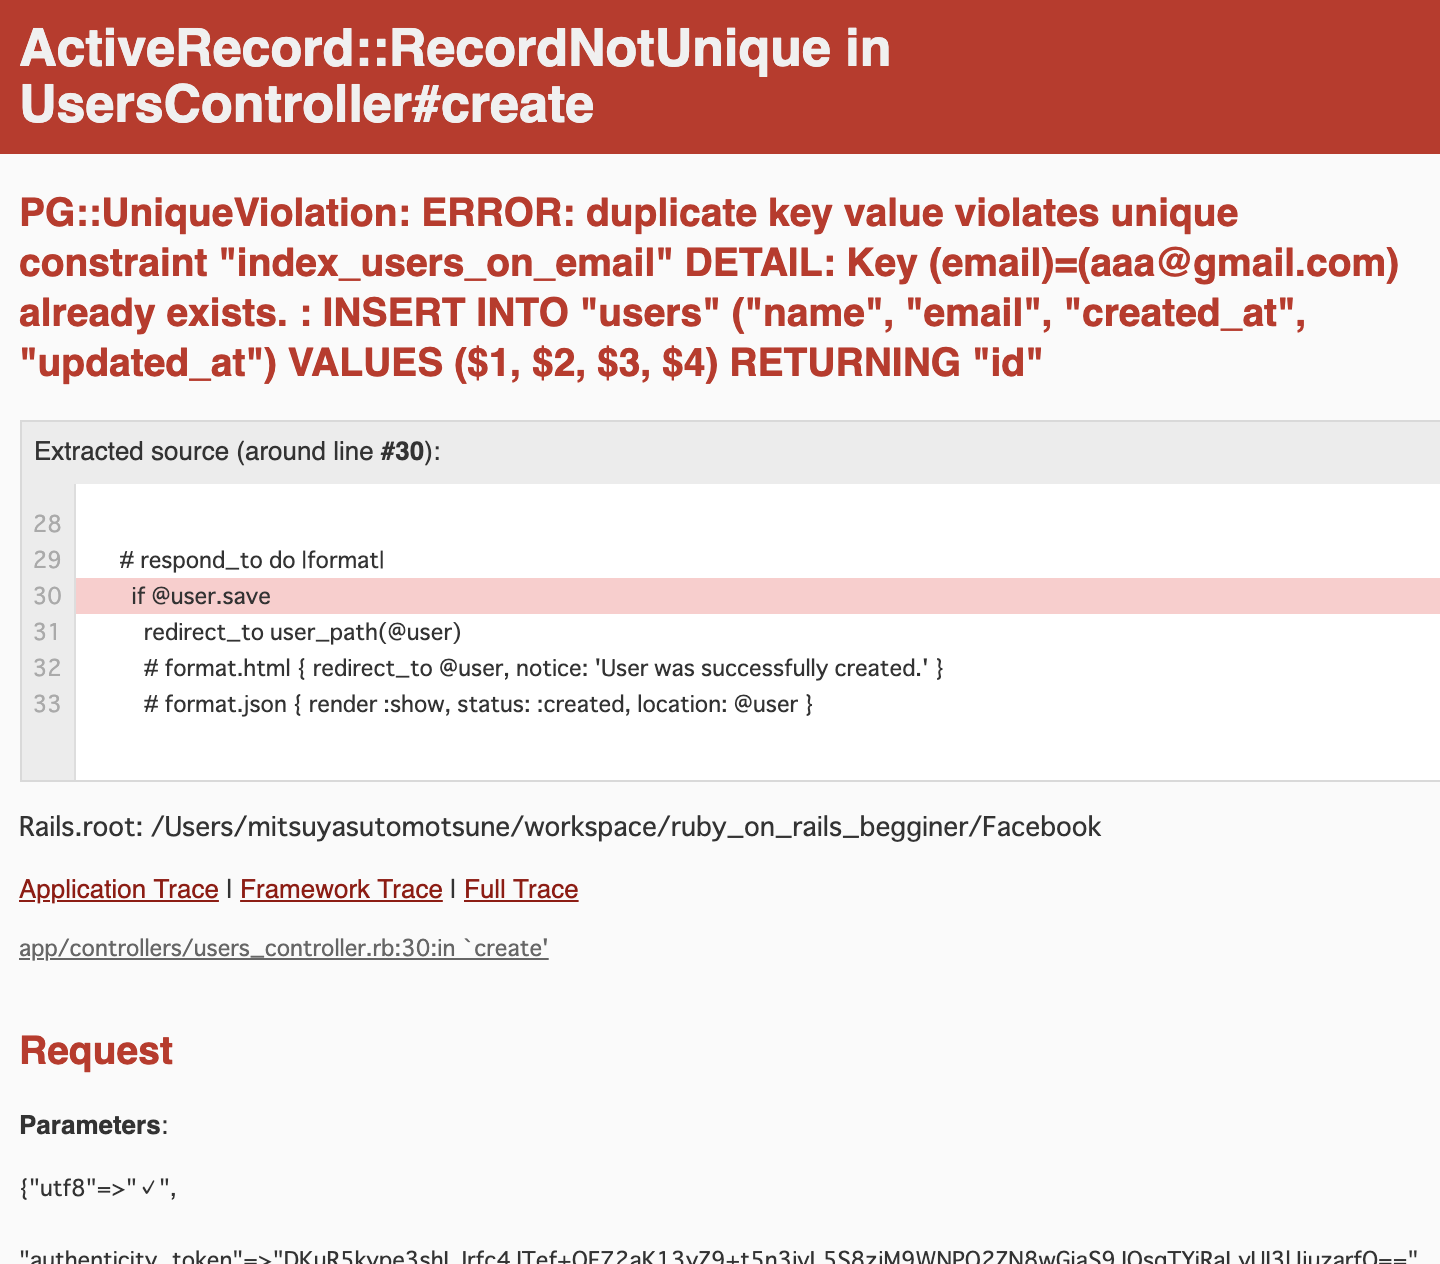 ActiveRecord::RecordNotUnique in
UsersController#create
PG::UniqueViolation: ERROR: duplicate key value violates unique
constraint "index_users_on_email" DETAIL: Key (email)=(aaa@gmail.com)
already exists. : INSERT INTO "users" ("name", "email", "created_at",
"updated_at") VALUES ($1, $2, $3, $4) RETURNING "id"
Extracted source (around line #30):
28
29 # respond_to do |format|
30 if @user.save
31 redirect_to user_path(@user)
32 # format.html { redirect_to @user, notice: 'User was successfully created.' }
33 # format.json { render :show, status: :created, location: @user }
Rails.root: /Users/mitsuyasutomotsune/workspace/ruby_on_rails_begginer/Facebook
Application Trace | Framework Trace | Full Trace
app/controllers/users_controller.rb:30:in `create'
Request
Parameters:
{"utf8"=>"✓",
"authenticity_token"=>